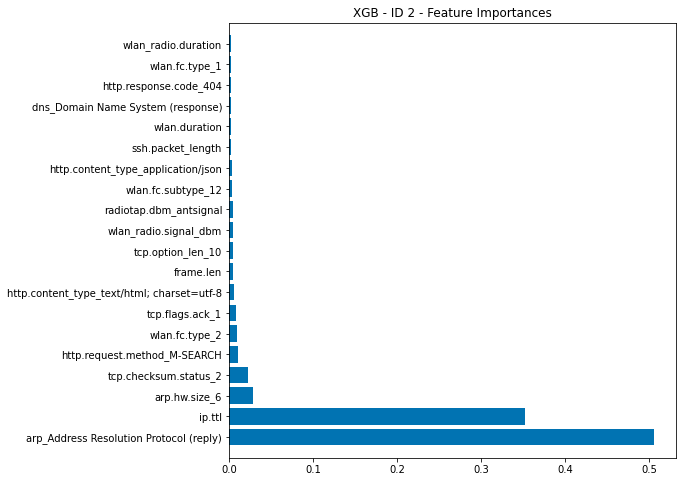 XGB - ID 2 - Feature Importances
wlan_radio.duration
wlan.fc.type_1
http.response.code_404
dns_Domain Name System (response)
wlan.duration
ssh.packet_length
http.content_type_application/json
wlan.fc.subtype_12
radiotap.dbm_antsignal
wlan_radio.signal_dbm
tcp.option_len_10
frame.len
http.content_type_text/html; charset=utf-8
tcp.flags.ack_1
wlan.fc.type_2
http.request.method_M-SEARCH
tcp.checksum.status_2
arp.hw.size_6
ip.ttl
arp_Address Resolution Protocol (reply)
0.0 0.1 0.2 0.3 0.4 0.5